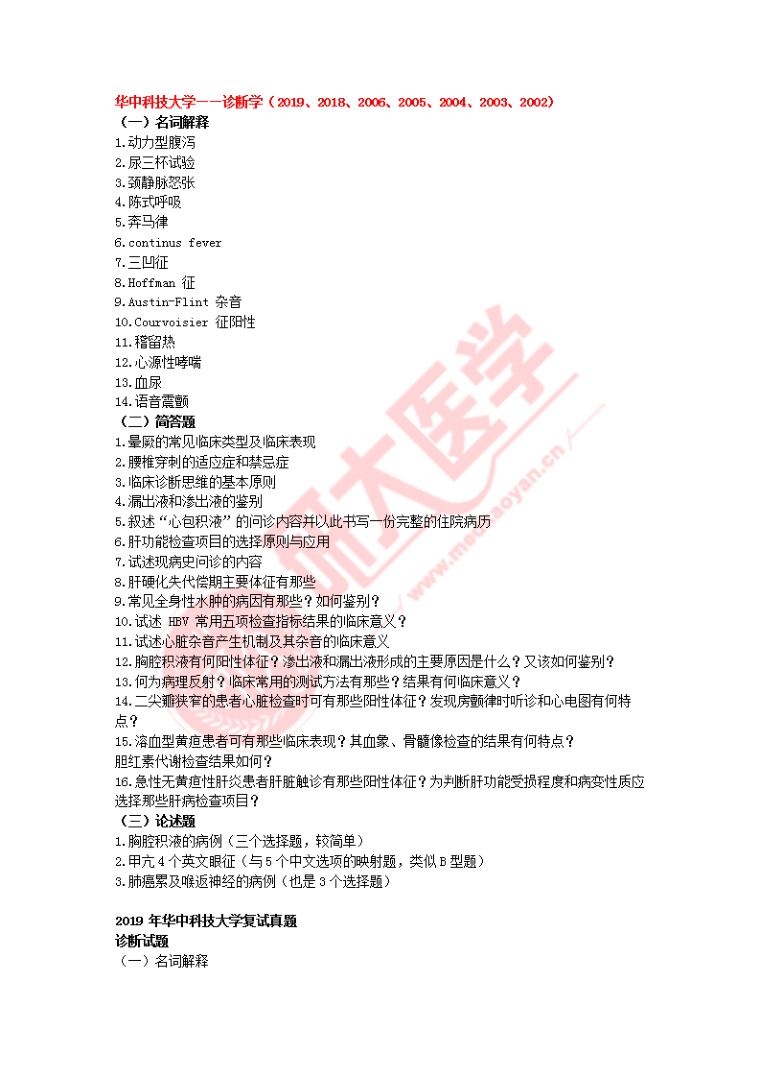 华中科技大学——诊断学（2019、2018、2006、2005、2004、2003、2002）
（一）名词解释
1.动力型腹泻
2.尿三杯试验
3.颈静脉怒张
4.陈式呼吸
5.奔马律
6.continus fever
7.三凹征
8.Hoffman 征
9.Austin-Flint 杂音
10.Courvoisier 征阳性
11.稽留热
12.心源性哮喘
13.血尿
14.语音震颤
（二）简答题
1.晕厥的常见临床类型及临床表现
2.腰椎穿刺的适应症和禁忌症
3.临床诊断思维的基本原则
4.漏出液和渗出液的鉴别
5.叙述“心包积液”的问诊内容并以此书写一份完整的住院病历
6.肝功能检查项目的选择原则与应用
7.试述现病史问诊的内容
8.肝硬化失代偿期主要体征有那些
9.常见全身性水肿的病因有那些？如何鉴别？
10.试述 HBV 常用五项检查指标结果的临床意义？
11.试述心脏杂音产生机制及其杂音的临床意义
12.胸腔积液有何阳性体征？渗出液和漏出液形成的主要原因是什么？又该如何鉴别？
13.何为病理反射？临床常用的测试方法有那些？结果有何临床意义？
14.二尖瓣狭窄的患者心脏检查时可有那些阳性体征？发现房颤律时听诊和心电图有何特
点？
15.溶血型黄疸患者可有那些临床表现？其血象、骨髓像检查的结果有何特点？
胆红素代谢检查结果如何？
16.急性无黄疸性肝炎患者肝脏触诊有那些阳性体征？为判断肝功能受损程度和病变性质应
选择那些肝病检查项目？
（三）论述题
1.胸腔积液的病例（三个选择题，较简单）
2.甲亢4个英文眼征（与5个中文选项的映射题，类似B型题）
3.肺癌累及喉返神经的病例（也是3个选择题）
2019 年华中科技大学复试真题
诊断试题
（一）名词解释
研大医学
www.medkaoyan.cn